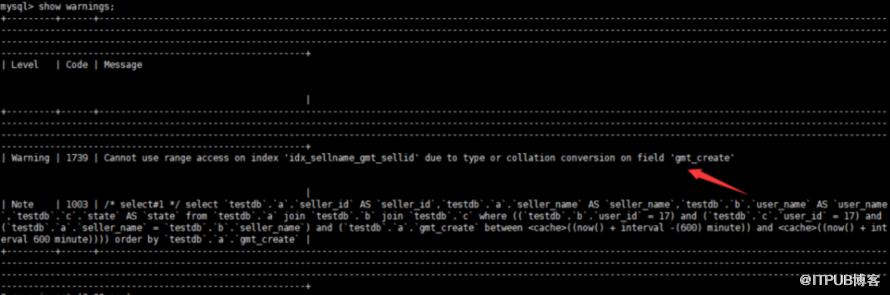 mysql> show warnings;
| Level | Code | Message
|
| Warning | 1739 | Cannot use range access on index 'idx_sellname_gmt_sellid' due to type or collation conversion on field 'gmt_create'
|
| Note | 1003 | /* select#1 */ select `testdb`.`a`.`seller_id` AS `seller_id`,`testdb`.`a`.`seller_name` AS `seller_name`,`testdb`.`b`.`user_name` AS `user_name
`,`testdb`.`c`.`state` AS `state` from `testdb`.`a` join `testdb`.`b` join `testdb`.`c` where ((`testdb`.`b`.`user_id` = 17) and (`testdb`.`c`.`user_id` = 17) and
(`testdb`.`a`.`seller_name` = `testdb`.`b`.`seller_name`) and (`testdb`.`a`.`gmt_create` between <cache>((now() + interval -(600) minute)) and <cache>((now() + int
erval 600 minute)))) order by `testdb`.`a`.`gmt_create` |
@ITPUB博客